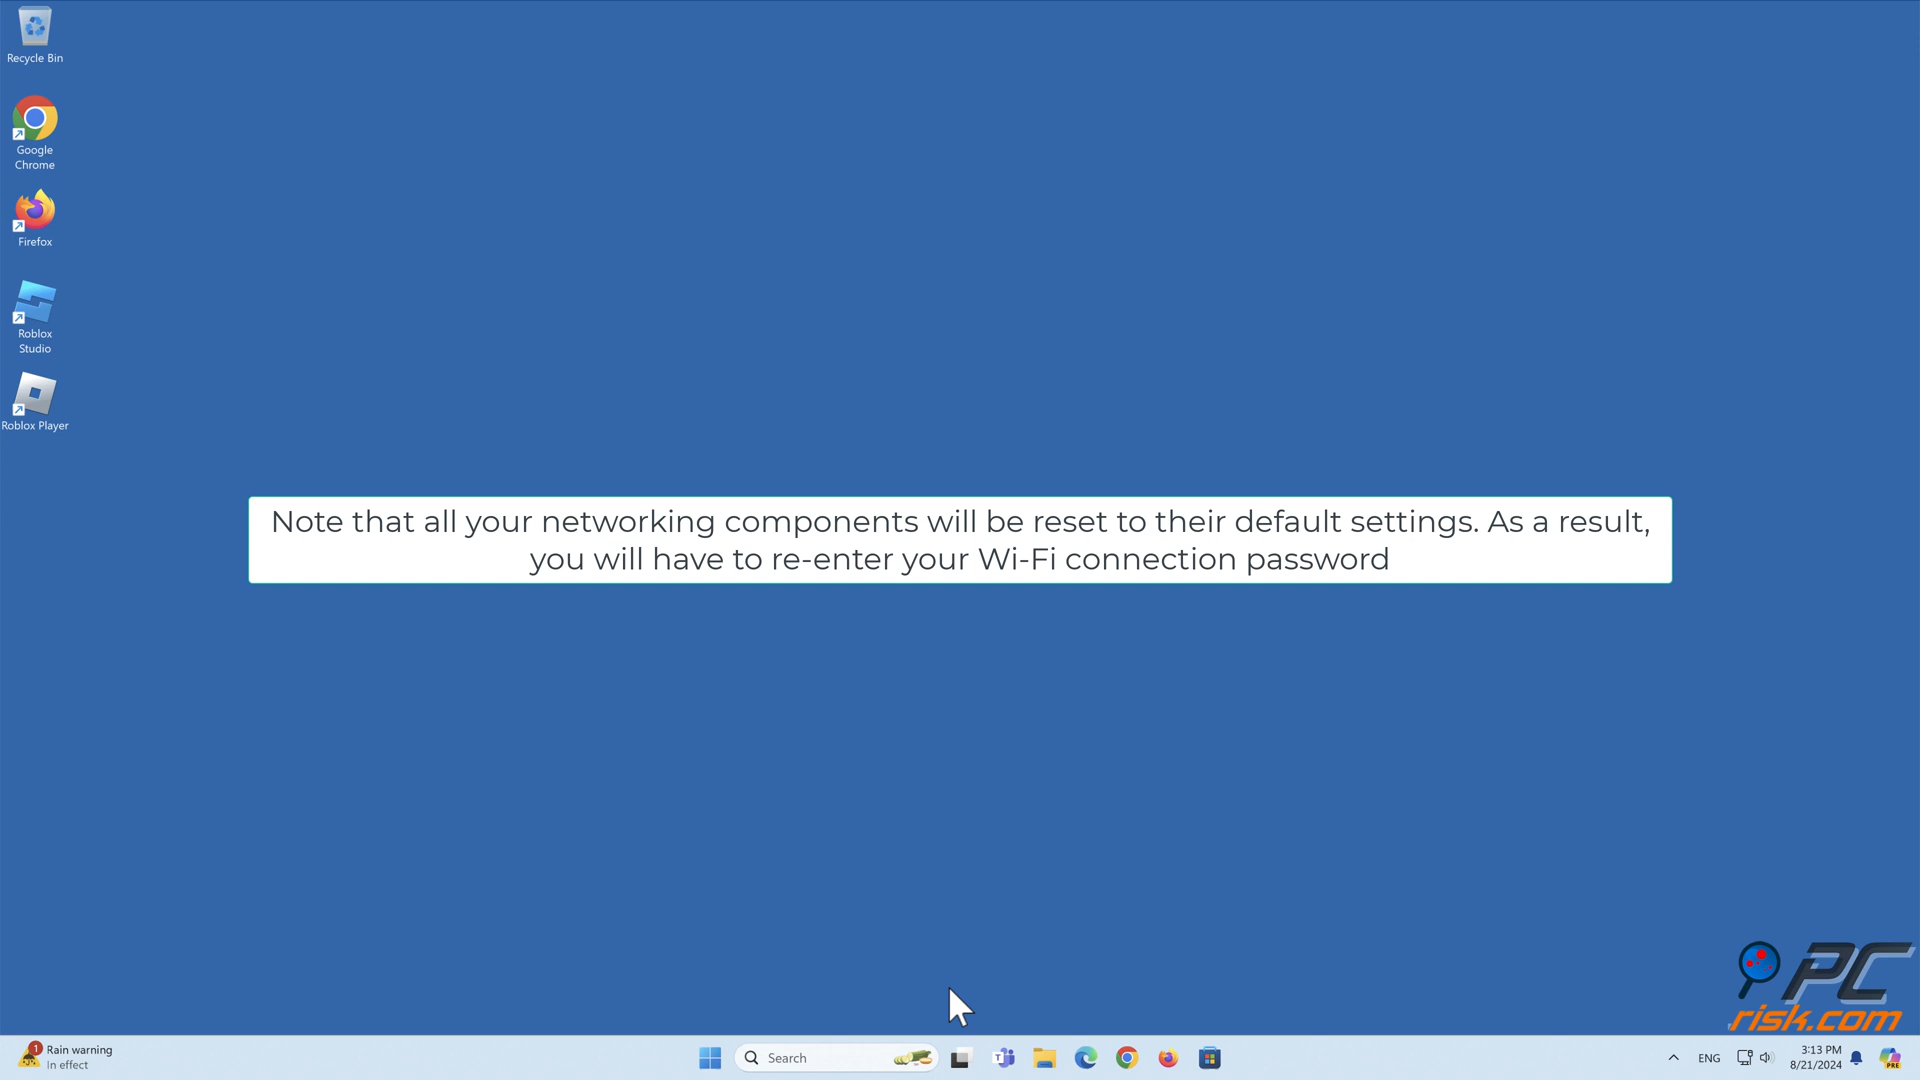 Recycle Bin
Google
Chrome
Firefox
Roblox
Studio
Roblox Player
Note that all your networking components will be reset to their default settings. As a result,
you will have to re-enter your Wi-Fi connection password
PC
risk.com
1
Rain warning
In effect
Search
T
ENG
3:13 PM
8/21/2024
PRE